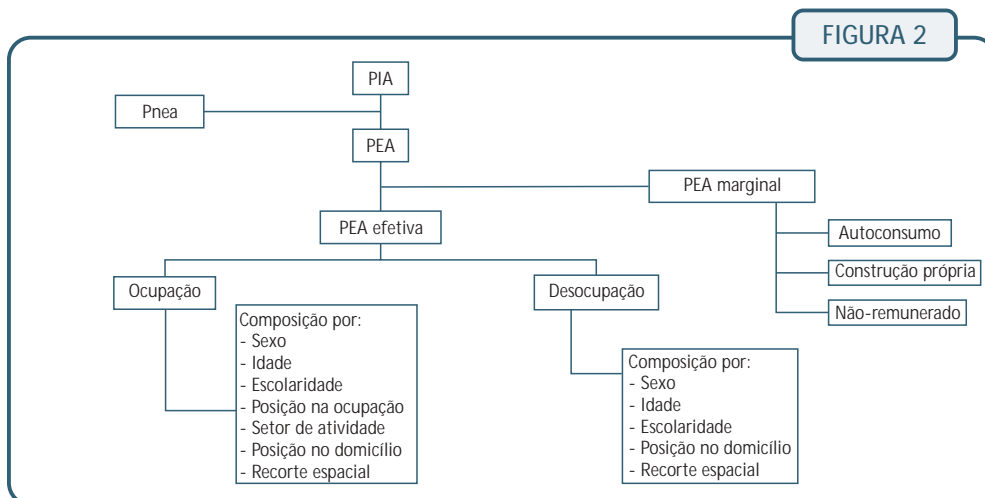 FIGURA 2
PIA
Pnea
PEA
PEA marginal
PEA efetiva
Autoconsumo
Construção própria
Não-remunerado
Ocupação
Desocupação
Composição por:
- Sexo
- Idade
- Escolaridade
- Posição na ocupação
- Setor de atividade
- Posição no domicílio
- Recorte espacial
Composição por:
- Sexo
- Idade
- Escolaridade
- Posição no domicílio
- Recorte espacial